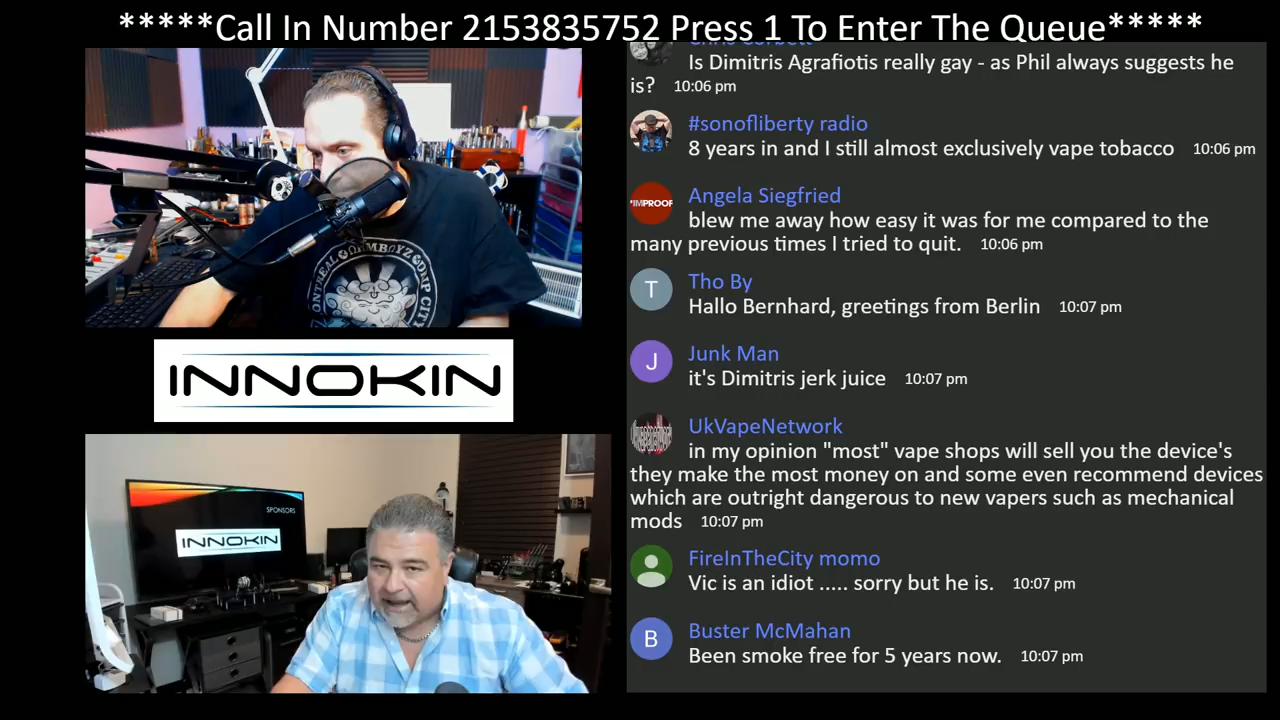 *****Call In Number 2153835752 Press 1 To Enter The Queue*****
Is Dimitris Agrafiotis really gay - as Phil always suggests he
is? 10:06 pm
#sonofliberty radio
8 years in and I still almost exclusively vape tobacco 10:06 pm
'IMPROOF
Angela Siegfried
blew me away how easy it was for me compared to the
many previous times I tried to quit. 10:06 pm
T
Tho By
Hallo Bernhard, greetings from Berlin 10:07 pm
J
Junk Man
it's Dimitris jerk juice 10:07 pm
UkVapeNetwork
in my opinion "most" vape shops will sell you the device's
they make the most money on and some even recommend devices
which are outright dangerous to new vapers such as mechanical
mods 10:07 pm
FireInTheCity momo
Vic is an idiot ..... sorry but he is. 10:07 pm
B
Buster McMahan
Been smoke free for 5 years now. 10:07 pm
INNOKIN
SPONSORS
INNOKIN